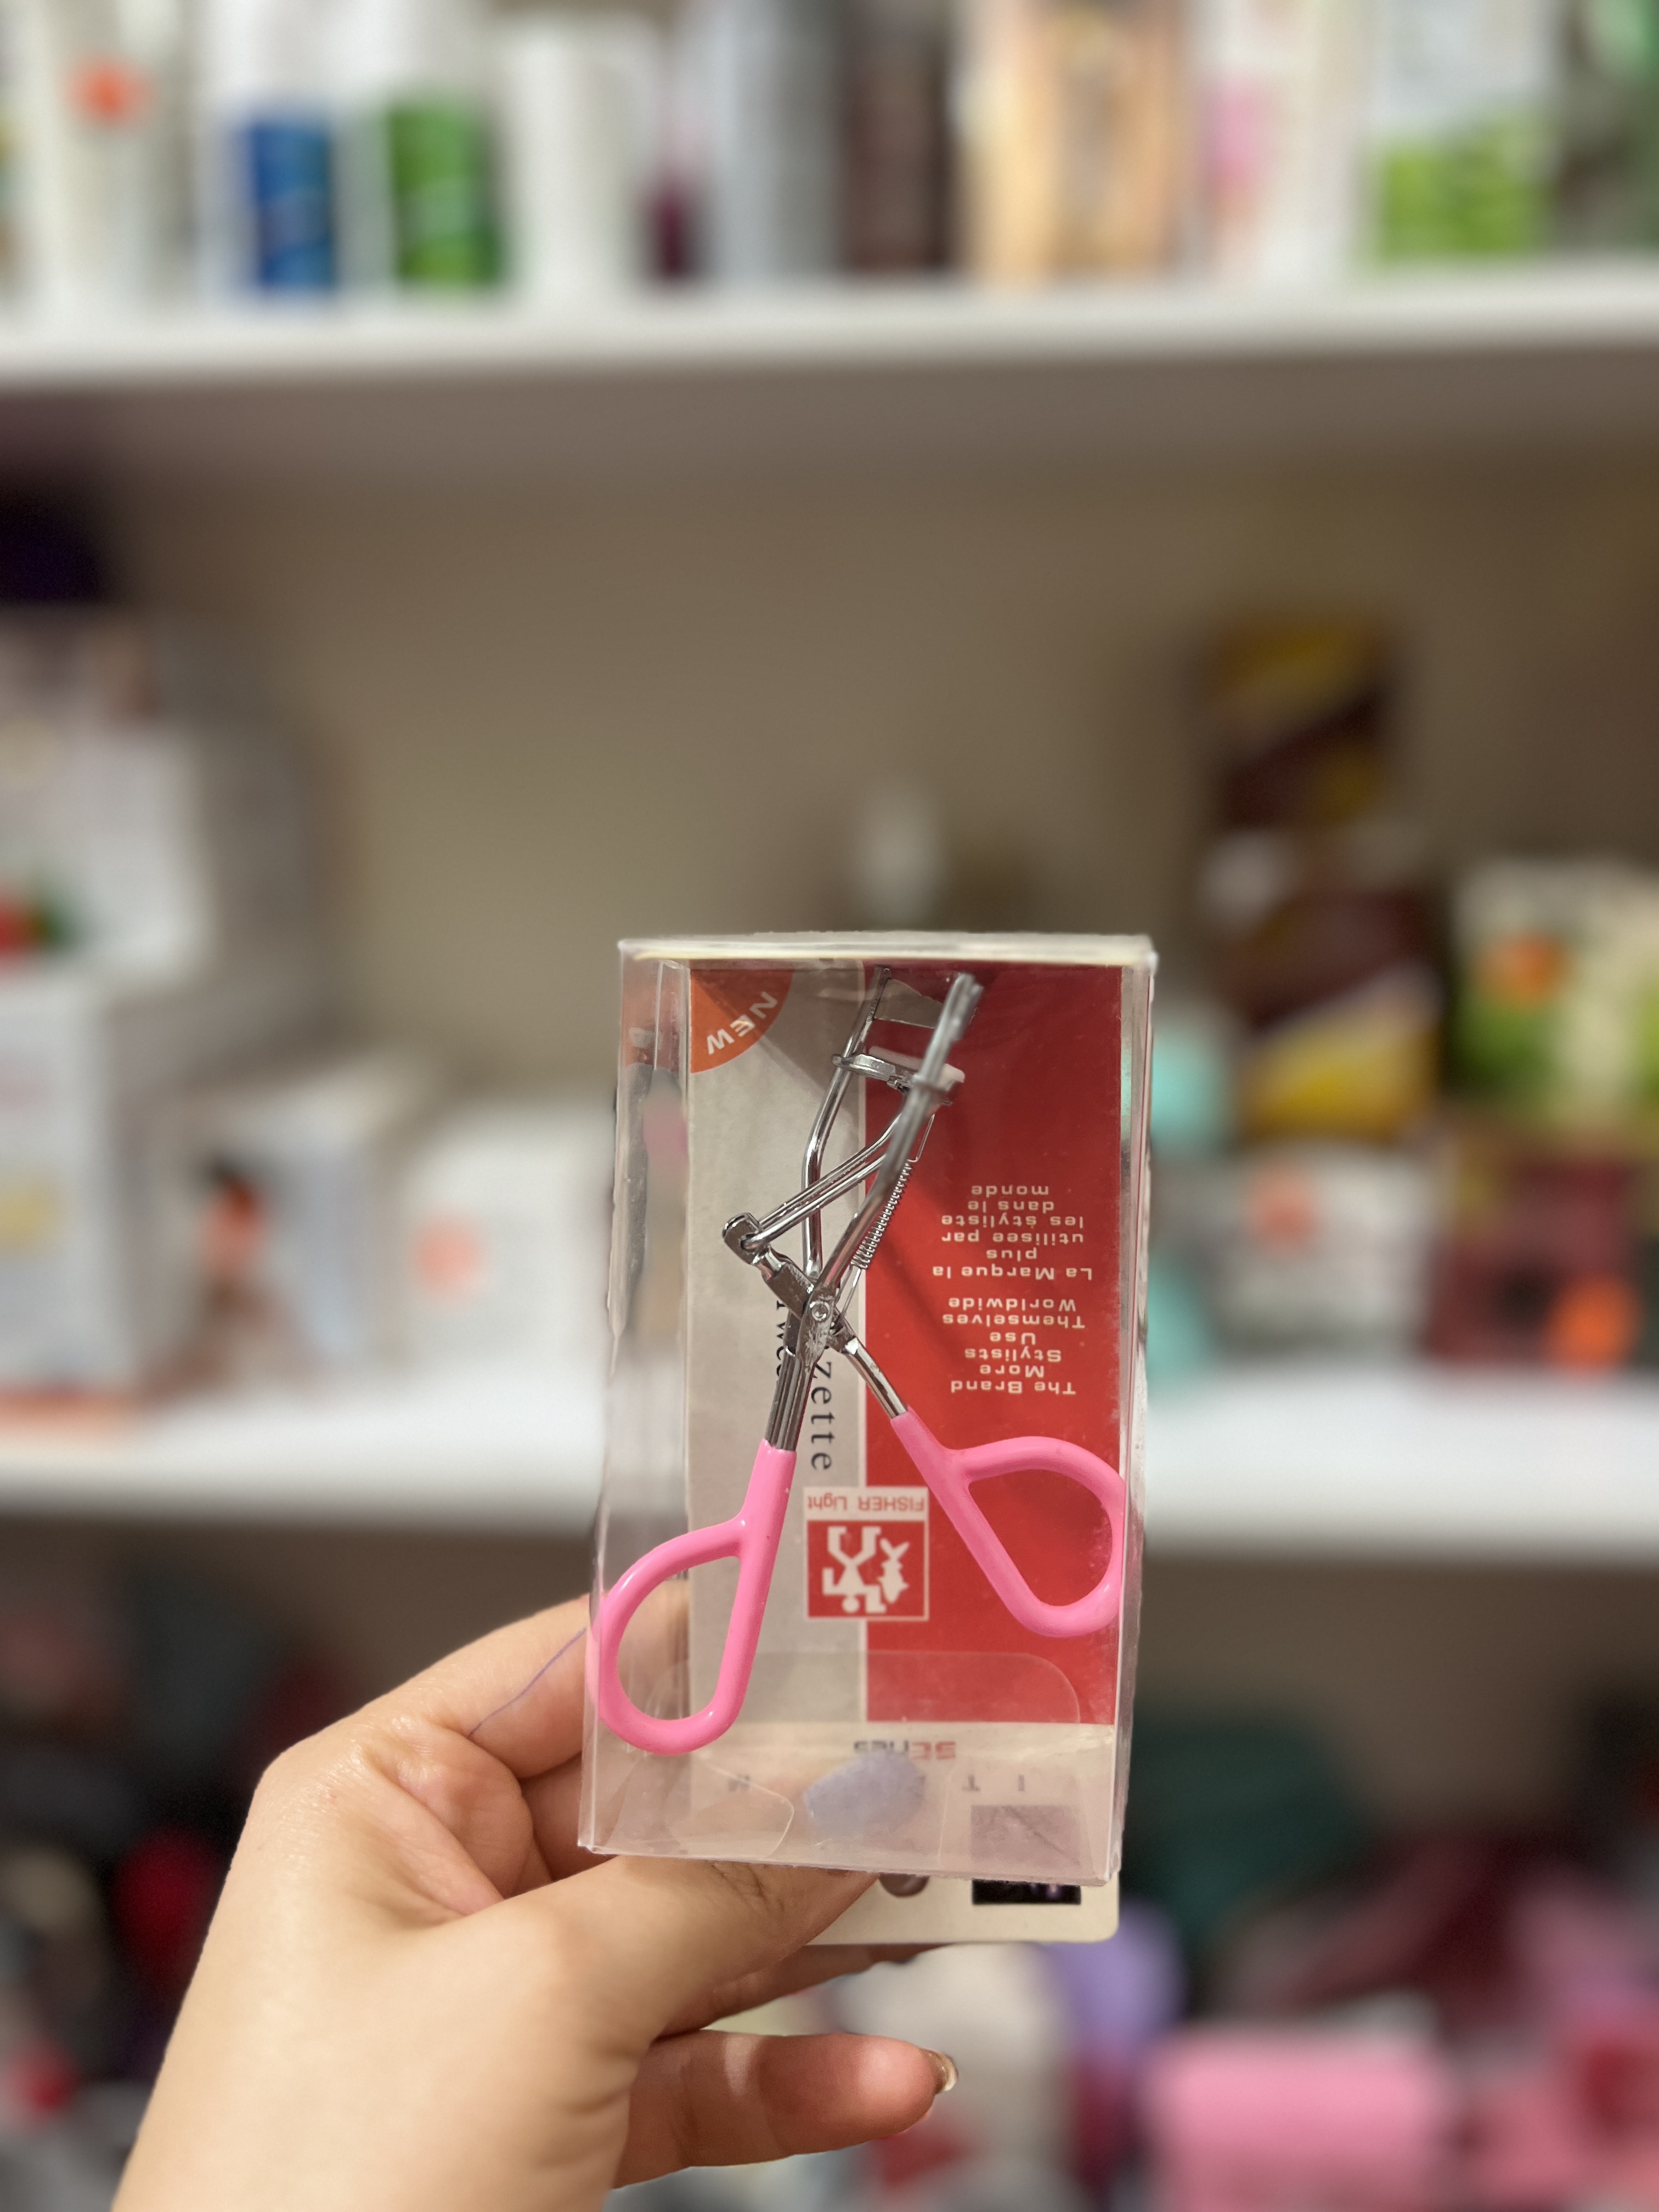 NEW
The Brand
More
Stylists
Use
Themselves
Worldwide
La Marque la
plus
utilisee par
les styliste
dans le
monde
zette
FISHER Light
series